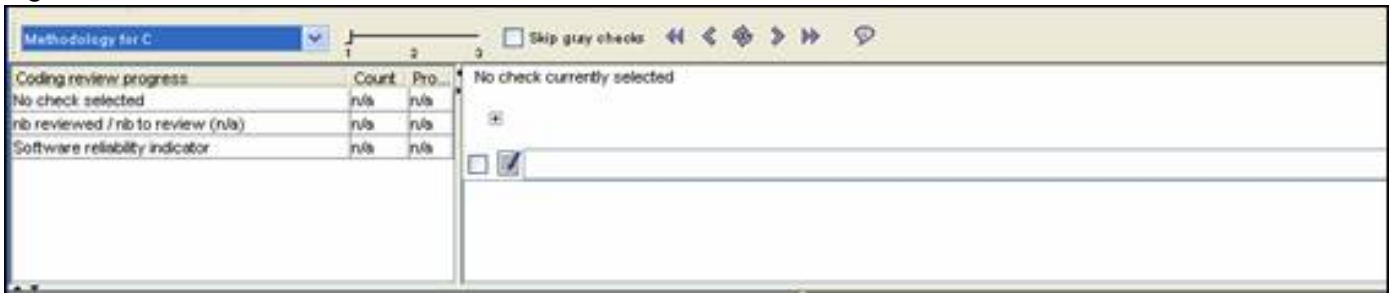 Methodology for C
1 2 3
Skip gray checks
Coding review progress Count Pro...
No check selected n/a n/a
nb reviewed / nb to review (n/a) n/a n/a
Software reliability indicator n/a n/a
No check currently selected